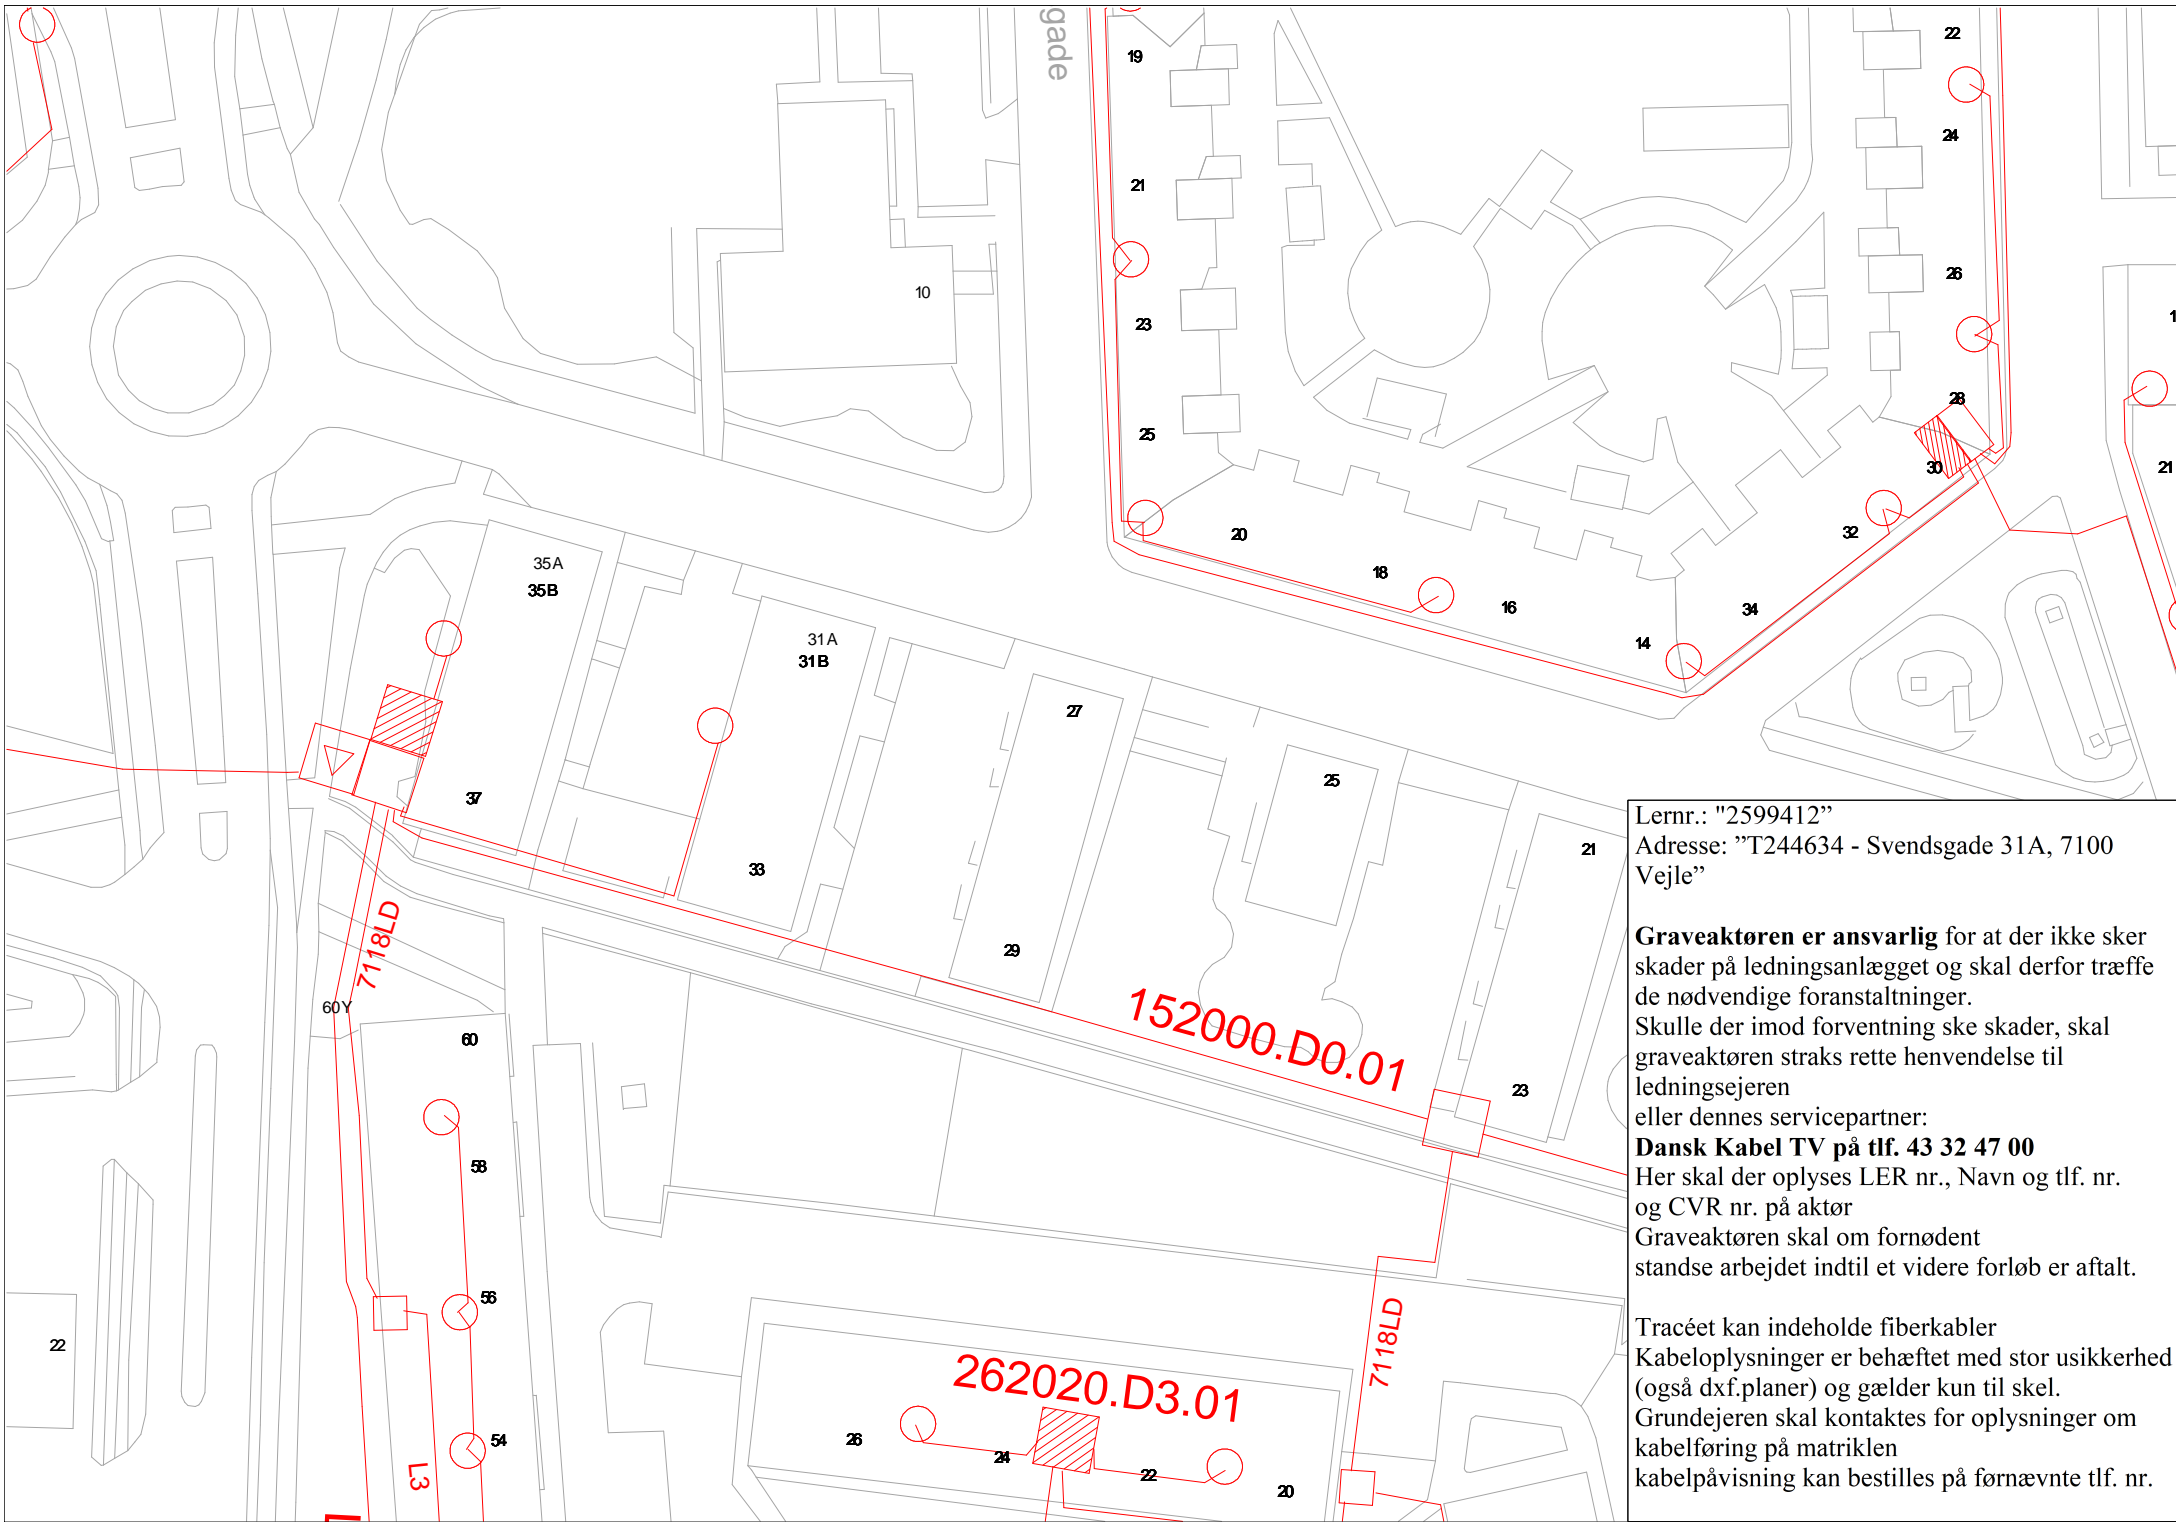 gade
19
22
24
21
10
26
23
28
25
30
21
20
32
35A
35B
18
16
34
14
31A
31B
27
25
37
33
21
29
23
7118LD
60Y
60
152000.D0.01
58
56
22
54
L3
262020.D3.01
26
24
22
20
7118LD
Lernr.: "2599412”
Adresse: ”T244634 - Svendsgade 31A, 7100
Vejle”
Graveaktøren er ansvarlig for at der ikke sker
skader på ledningsanlægget og skal derfor træffe
de nødvendige foranstaltninger.
Skulle der imod forventning ske skader, skal
graveaktøren straks rette henvendelse til
ledningsejeren
eller dennes servicepartner:
Dansk Kabel TV på tlf. 43 32 47 00
Her skal der oplyses LER nr., Navn og tlf. nr.
og CVR nr. på aktør
Graveaktøren skal om fornødent
standse arbejdet indtil et videre forløb er aftalt.
Tracéet kan indeholde fiberkabler
Kabeloplysninger er behæftet med stor usikkerhed
(også dxf.planer) og gælder kun til skel.
Grundejeren skal kontaktes for oplysninger om
kabelføring på matriklen
kabelpåvisning kan bestilles på førnævnte tlf. nr.